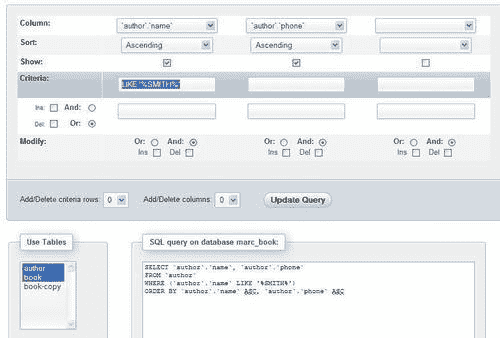 Column: `author`.`name` `author`.`phone`
Sort: Ascending Ascending
Show:
Criteria: LIKE '%SMITH%'
Ins: And:
Del: Or:
Modify: Or: And: Or: And: Or: And:
Ins Del Ins Del Ins Del
Add/Delete criteria rows: 0 Add/Delete columns: 0 Update Query
Use Tables
author
book
book-copy
SQL query on database marc_book:
SELECT `author`.`name`, `author`.`phone`
FROM `author`
WHERE (`author`.`name` LIKE '%SMITH%')
ORDER BY `author`.`name` ASC, `author`.`phone` ASC